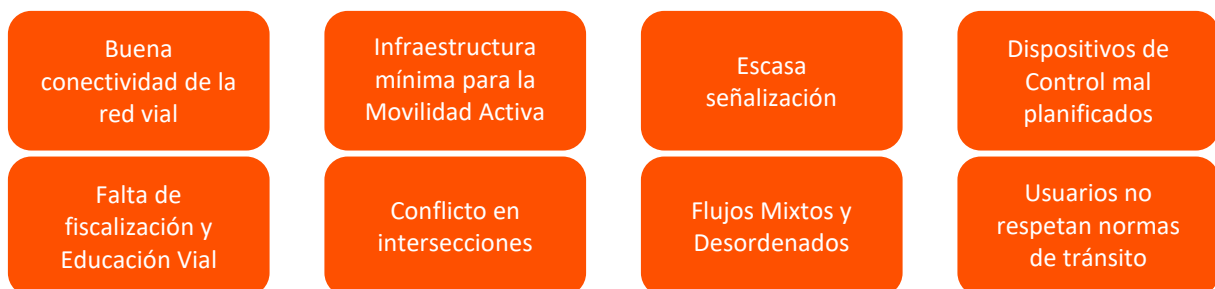 Buena
conectividad de la
red vial
Infraestructura
mínima para la
Movilidad Activa
Escasa
señalización
Dispositivos de
Control mal
planificados
Falta de
fiscalización y
Educación Vial
Conflicto en
intersecciones
Flujos Mixtos y
Desordenados
Usuarios no
respetan normas
de tránsito